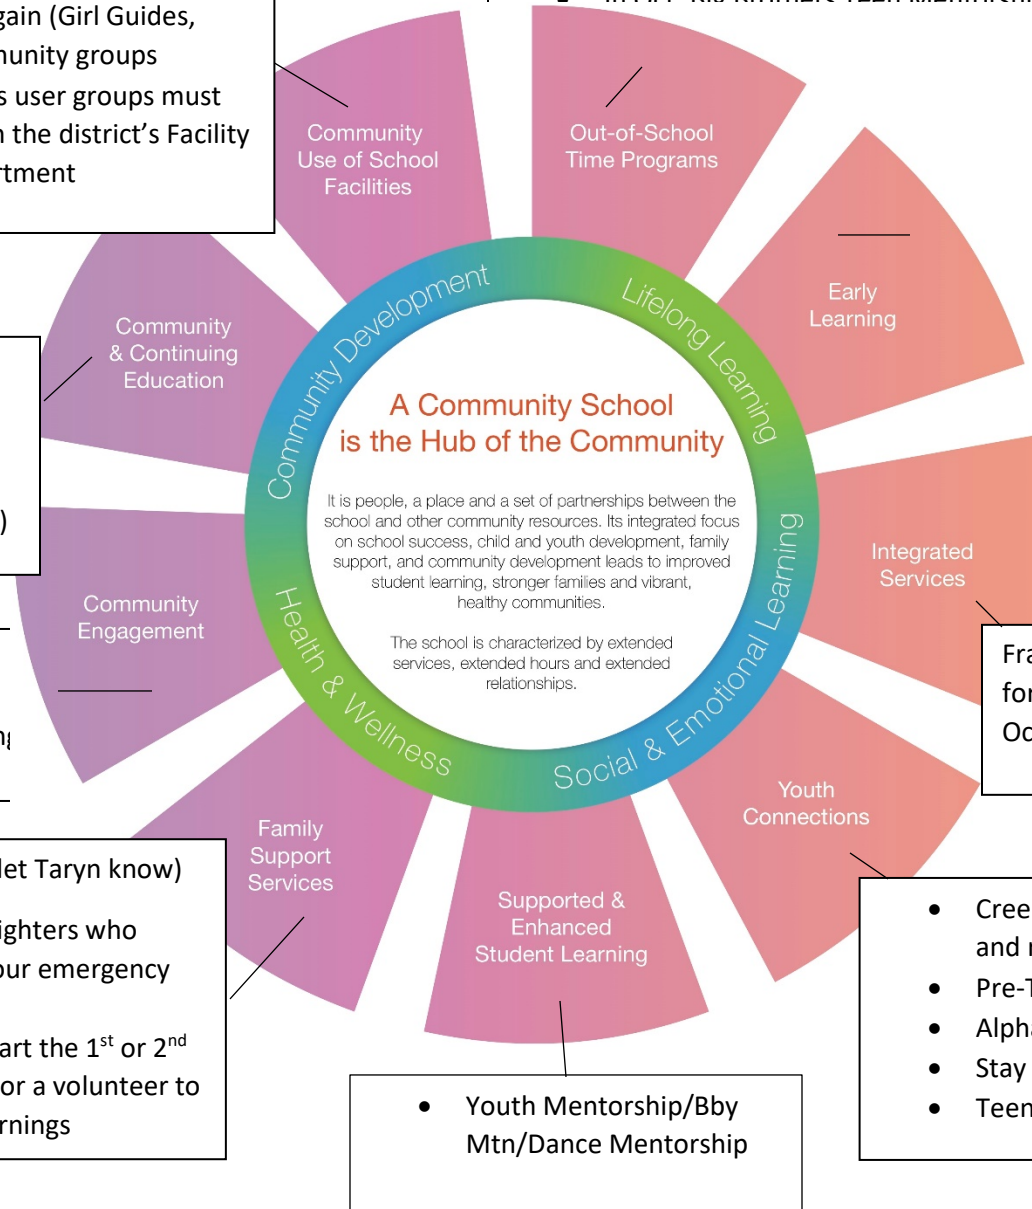 gain (Girl Guides,
munity groups
s user groups must
n the district's Facility
rtment
In Oct. Big Brothers Teen Mentorship
Community
Use of School
Facilities
Out-of-School
Time Programs
Early
Learning
Community
& Continuing
Education
)
Community Development
Lifelong Learning
A Community School
is the Hub of the Community
It is people, a place and a set of partnerships between the
school and other community resources. Its integrated focus
on school success, child and youth development, family
support, and community development leads to improved
student learning, stronger families and vibrant,
healthy communities.
The school is characterized by extended
services, extended hours and extended
relationships.
Health & Wellness
Social & Emotional Learning
Integrated
Services
Fra
for
Oc
Community
Engagement
Youth
Connections
Family
Support
Services
let Taryn know)
ighters who
our emergency
art the 1st or 2nd
or a volunteer to
rnings
Supported &
Enhanced
Student Learning
• Youth Mentorship/Bby
Mtn/Dance Mentorship
• Cree
and r
• Pre-T
• Alpha
• Stay
• Teen